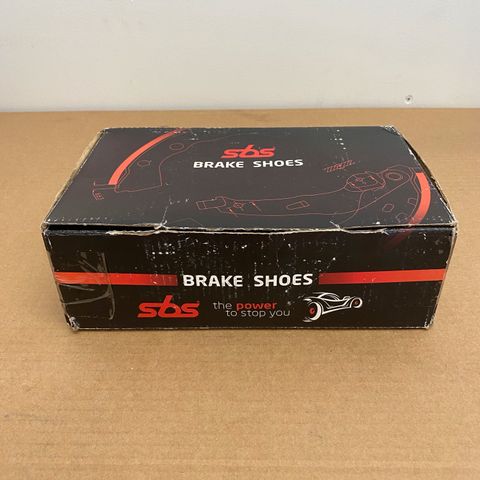 sbs
BRAKE SHOES
BRAKE SHOES
sbs
the power
to stop you